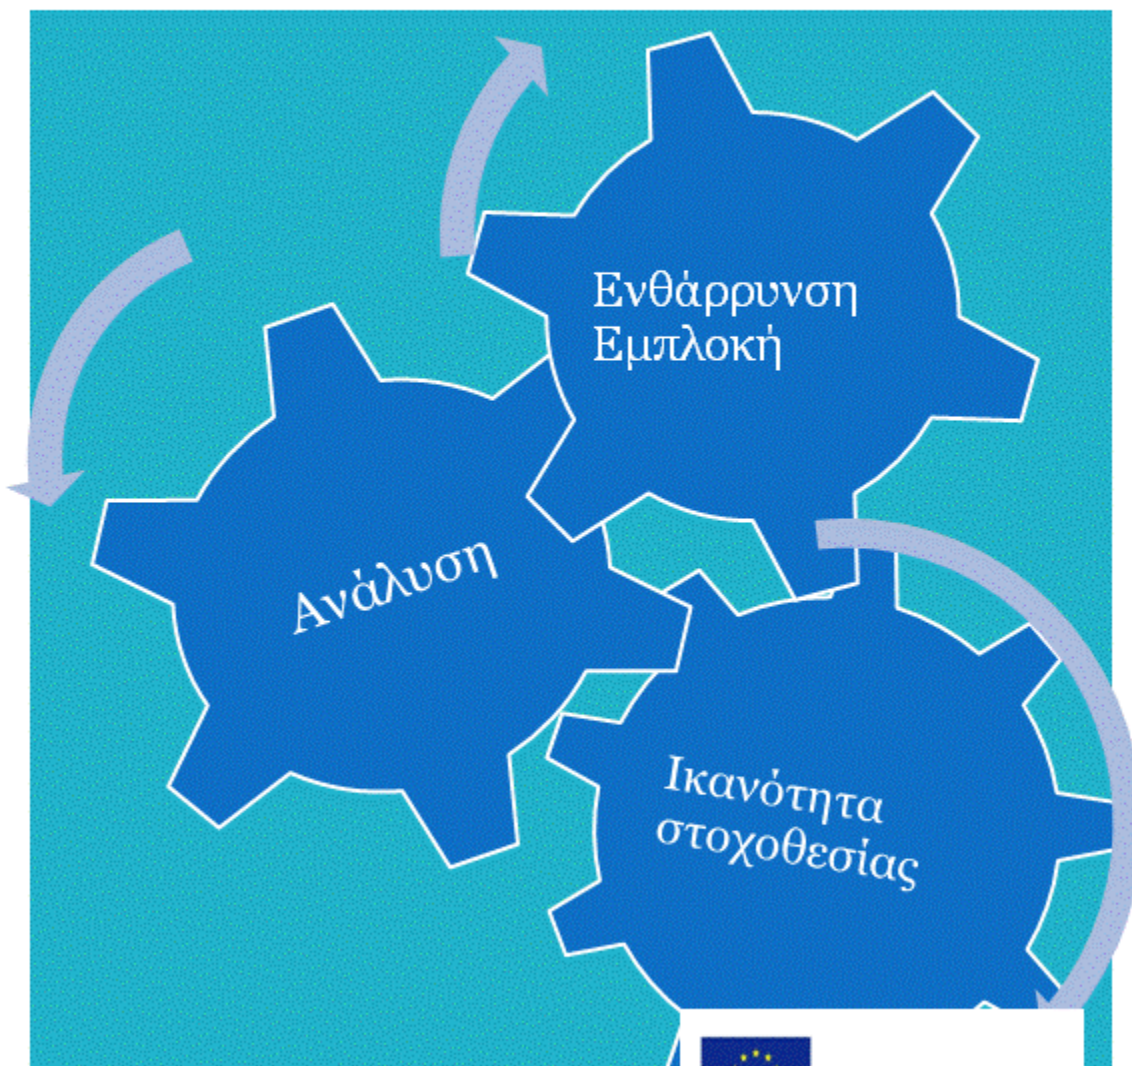 Ενθάρρυνση
Εμπλοκή
Ανάλυση
Ικανότητα
στοχοθεσίας